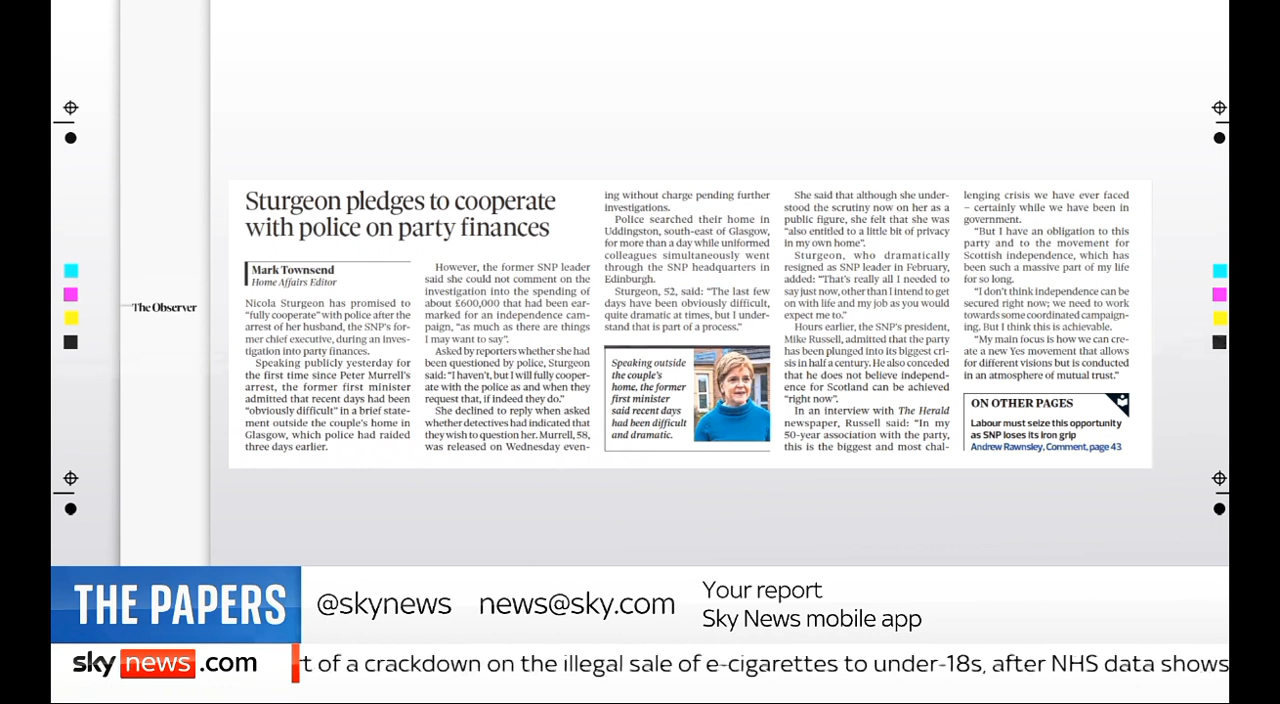 The Observer
Sturgeon pledges to cooperate
with police on party finances
Mark Townsend
Home Affairs Editor
Nicola Sturgeon has promised to
“fully cooperate” with police after the
arrest of her husband, the SNP’s for-
mer chief executive, during an inves-
tigation into party finances.
Speaking publicly yesterday for
the first time since Peter Murrell’s
arrest, the former first minister
admitted that recent days had been
“obviously difficult” in a brief state-
ment outside the couple’s home in
Glasgow, which police had raided
three days earlier.
However, the former SNP leader
said she could not comment on the
investigation into the spending of
about £600,000 that had been ear-
marked for an independence cam-
paign, “as much as there are things
I may want to say”.
Asked by reporters whether she had
been questioned by police, Sturgeon
said: “I haven’t, but I will fully cooper-
ate with the police as and when they
request that, if indeed they do.”
She declined to reply when asked
whether detectives had indicated that
they wish to question her. Murrell, 58,
was released on Wednesday even-
ing without charge pending further
investigations.
Police searched their home in
Uddingston, south-east of Glasgow,
for more than a day while uniformed
colleagues simultaneously went
through the SNP headquarters in
Edinburgh.
Sturgeon, 52, said: “The last few
days have been obviously difficult,
quite dramatic at times, but I under-
stand that is part of a process.”
Speaking outside
the couple’s
home, the former
first minister
said recent days
had been difficult
and dramatic.
She said that although she under-
stood the scrutiny now on her as a
public figure, she felt that she was
“also entitled to a little bit of privacy
in my own home”.
Sturgeon, who dramatically
resigned as SNP leader in February,
added: “That’s really all I needed to
say just now, other than I intend to get
on with life and my job as you would
expect me to.”
Hours earlier, the SNP’s president,
Mike Russell, admitted that the party
has been plunged into its biggest cri-
sis in half a century. He also conceded
that he does not believe independ-
ence for Scotland can be achieved
“right now”.
In an interview with The Herald
newspaper, Russell said: “In my
50-year association with the party,
this is the biggest and most chal-
lenging crisis we have ever faced
– certainly while we have been in
government.
“But I have an obligation to this
party and to the movement for
Scottish independence, which has
been such a massive part of my life
for so long.
“I don’t think independence can be
secured right now; we need to work
towards some coordinated campaign-
ing. But I think this is achievable.
“My main focus is how we can cre-
ate a new Yes movement that allows
for different visions but is conducted
in an atmosphere of mutual trust.”
ON OTHER PAGES
Labour must seize this opportunity
as SNP loses its iron grip
Andrew Rawnsley, Comment, page 43
THE PAPERS
@skynews news@sky.com
Your report
Sky News mobile app
sky news.com
t of a crackdown on the illegal sale of e-cigarettes to under-18s, after NHS data shows